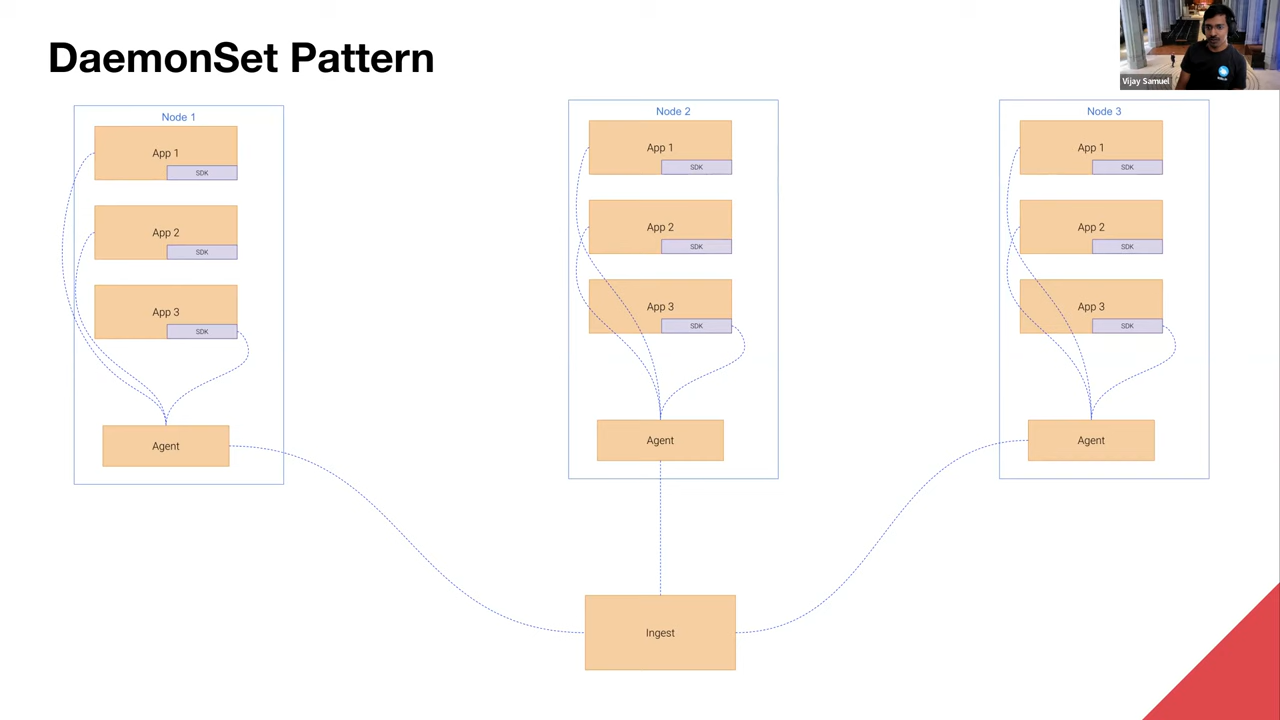 DaemonSet Pattern
Vijay Samuel
Node 1
App 1
SDK
App 2
SDK
App 3
SDK
Agent
Node 2
App 1
SDK
App 2
SDK
App 3
SDK
Agent
Node 3
App 1
SDK
App 2
SDK
App 3
SDK
Agent
Ingest